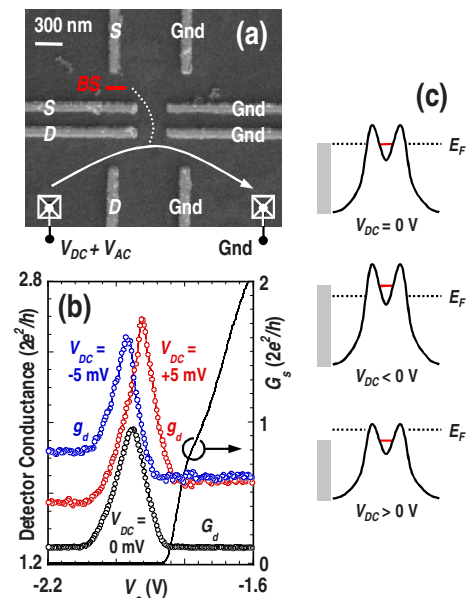 300 nm
S
Gnd
(a)
BS
S
Gnd
D
Gnd
D
Gnd
V_DC + V_AC
Gnd
(c)
E_F
V_DC = 0 V
E_F
V_DC < 0 V
E_F
V_DC > 0 V
(b)
2.8
2
V_DC =
-5 mV
V_DC =
+5 mV
g_d
g_d
1
V_DC =
0 mV
G_d
1.2
0
-2.2
-1.6
(V)
Detector Conductance (2e²/h)
G_s (2e²/h)